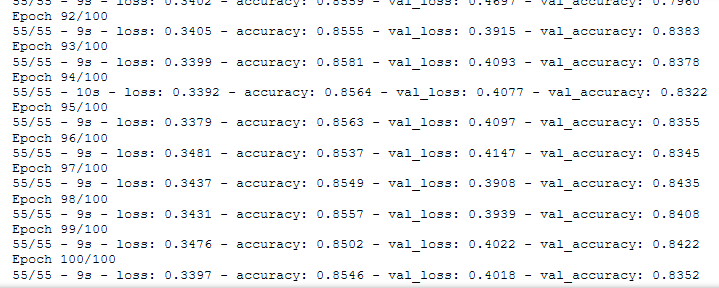 55/55 - 9s - loss: 0.3402 - accuracy: 0.8559 - val_loss: 0.4697 - val_accuracy: 0.7960
Epoch 92/100
55/55 - 9s - loss: 0.3405 - accuracy: 0.8555 - val_loss: 0.3915 - val_accuracy: 0.8383
Epoch 93/100
55/55 - 9s - loss: 0.3399 - accuracy: 0.8581 - val_loss: 0.4093 - val_accuracy: 0.8378
Epoch 94/100
55/55 - 10s - loss: 0.3392 - accuracy: 0.8564 - val_loss: 0.4077 - val_accuracy: 0.8322
Epoch 95/100
55/55 - 9s - loss: 0.3379 - accuracy: 0.8563 - val_loss: 0.4097 - val_accuracy: 0.8355
Epoch 96/100
55/55 - 9s - loss: 0.3481 - accuracy: 0.8537 - val_loss: 0.4147 - val_accuracy: 0.8345
Epoch 97/100
55/55 - 9s - loss: 0.3437 - accuracy: 0.8549 - val_loss: 0.3908 - val_accuracy: 0.8435
Epoch 98/100
55/55 - 9s - loss: 0.3431 - accuracy: 0.8557 - val_loss: 0.3939 - val_accuracy: 0.8408
Epoch 99/100
55/55 - 9s - loss: 0.3476 - accuracy: 0.8502 - val_loss: 0.4022 - val_accuracy: 0.8422
Epoch 100/100
55/55 - 9s - loss: 0.3397 - accuracy: 0.8546 - val_loss: 0.4018 - val_accuracy: 0.8352